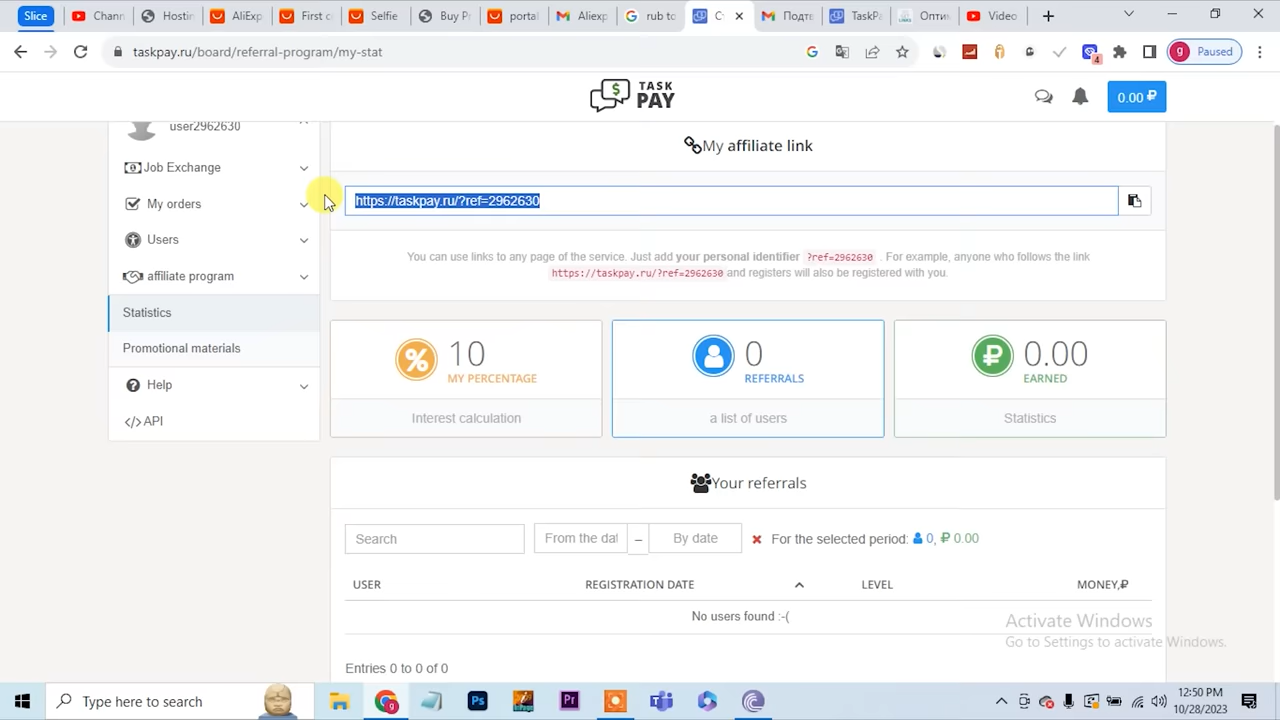 Slice
Chann
Hostin
AliExp
First c
Selfie
Buy P
portal
Aliexp
rub to
С
Подтв
TaskPa
Опти
Video
taskpay.ru/board/referral-program/my-stat
4
g Paused
$ TASK
PAY
0.00 ₽
user2962630
My affiliate link
Job Exchange
https://taskpay.ru/?ref=2962630
My orders
Users
You can use links to any page of the service. Just add your personal identifier ?ref=2962630 . For example, anyone who follows the link
https://taskpay.ru/?ref=2962630 and registers will also be registered with you.
affiliate program
Statistics
Promotional materials
Help
</> API
% 10
MY PERCENTAGE
Interest calculation
0
REFERRALS
a list of users
₽ 0.00
EARNED
Statistics
Your referrals
Search
From the dat
–
By date
For the selected period: 0, ₽ 0.00
USER
REGISTRATION DATE
LEVEL
MONEY,₽
No users found :-(
Entries 0 to 0 of 0
Activate Windows
Go to Settings to activate Windows.
Type here to search
Ps
Pr
12:50 PM
10/28/2023